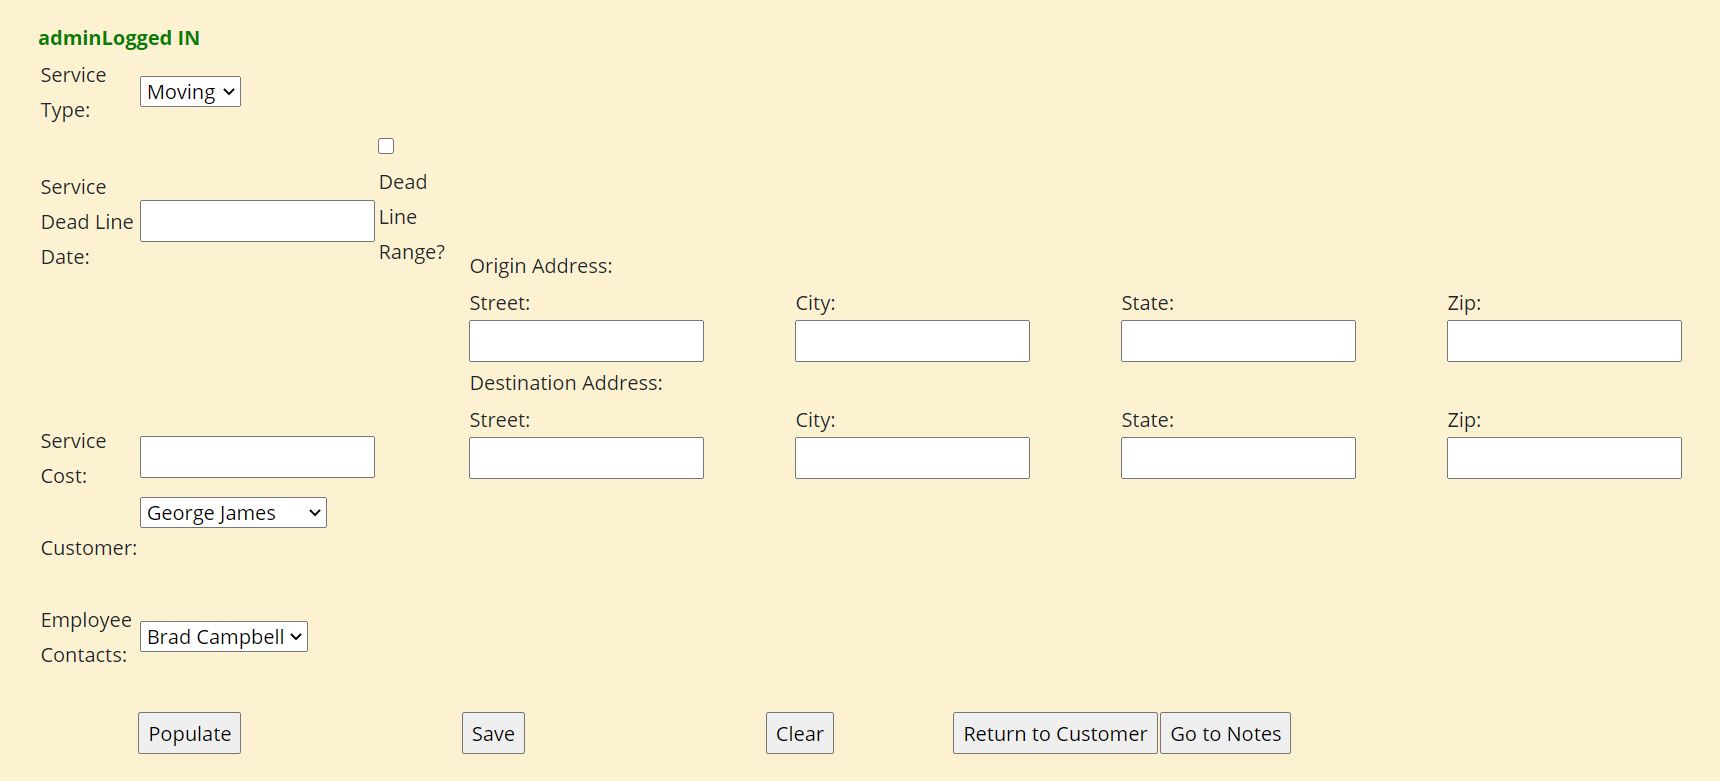 adminLogged IN
Service
Type:
Moving
Service
Dead Line
Date:
Dead
Line
Range?
Origin Address:
Street:
City:
State:
Zip:
Destination Address:
Street:
City:
State:
Zip:
Service
Cost:
George James
Customer:
Employee
Contacts:
Brad Campbell
Populate
Save
Clear
Return to Customer
Go to Notes